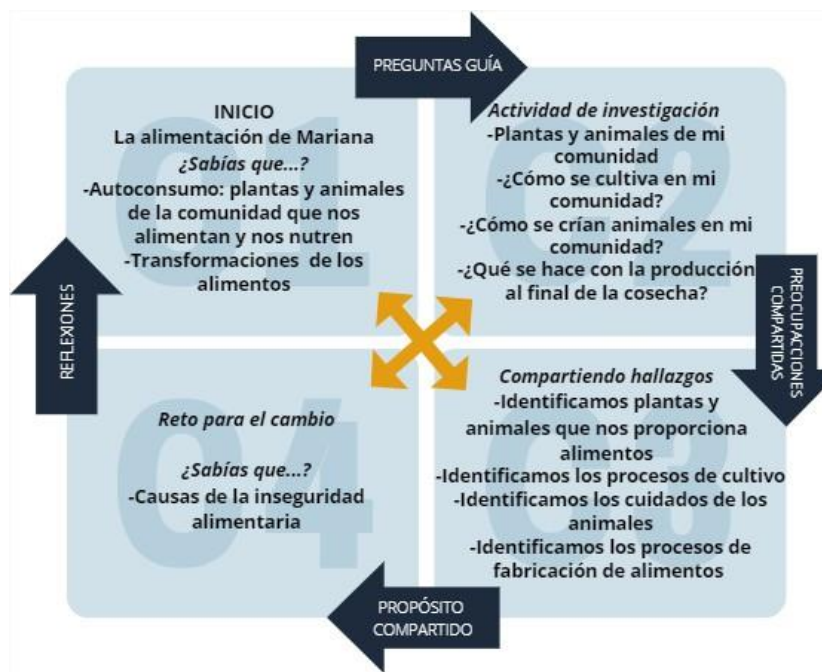 PREGUNTAS GUÍA
01
INICIO
La alimentación de Mariana
¿Sabías que...?
-Autoconsumo: plantas y animales
de la comunidad que nos
alimentan y nos nutren
-Transformaciones de los
alimentos
02
Actividad de investigación
-Plantas y animales de mi
comunidad
-¿Cómo se cultiva en mi
comunidad?
-¿Cómo se crían animales en mi
comunidad?
-¿Qué se hace con la producción
al final de la cosecha?
PREOCUPACCIONES
COMPARTIDAS
03
Compartiendo hallazgos
-Identificamos plantas y
animales que nos proporciona
alimentos
-Identificamos los procesos de cultivo
-Identificamos los cuidados de los
animales
-Identificamos los procesos de
fabricación de alimentos
PROPÓSITO
COMPARTIDO
04
Reto para el cambio
¿Sabías que...?
-Causas de la inseguridad
alimentaria
REFLEXIONES